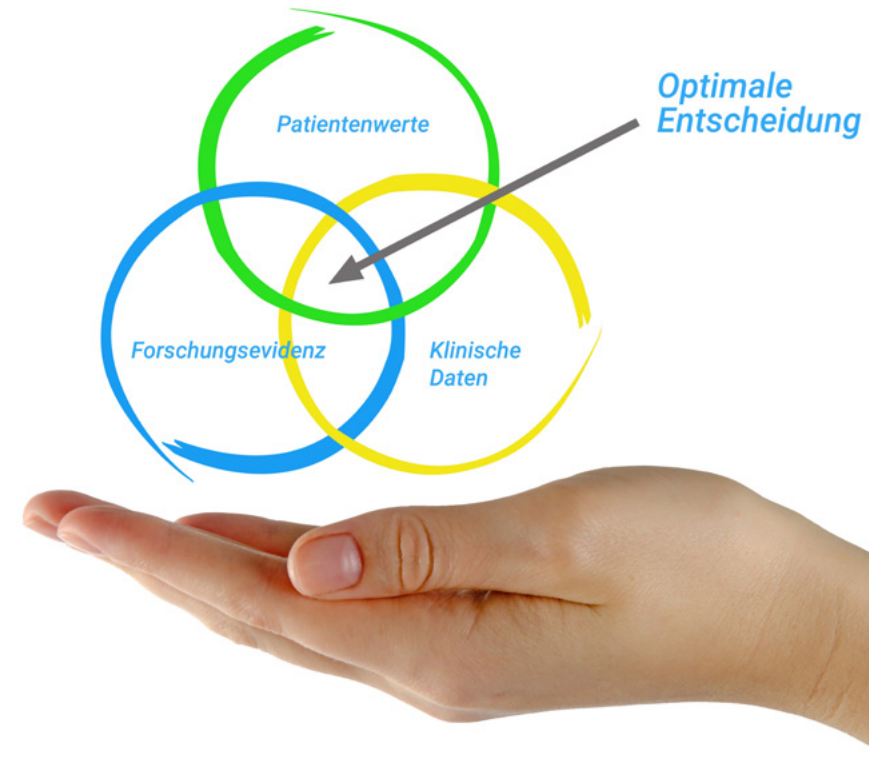 Patientenwerte
Optimale
Entscheidung
Forschungsevidenz
Klinische
Daten